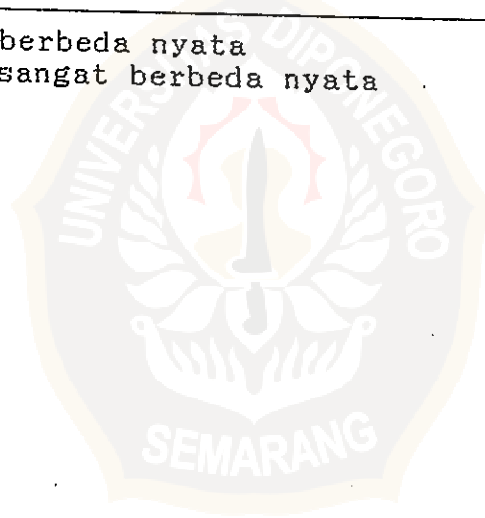 berbeda nyata
sangat berbeda nyata
UNIVERSITAS DIPONEGORO
SEMARANG